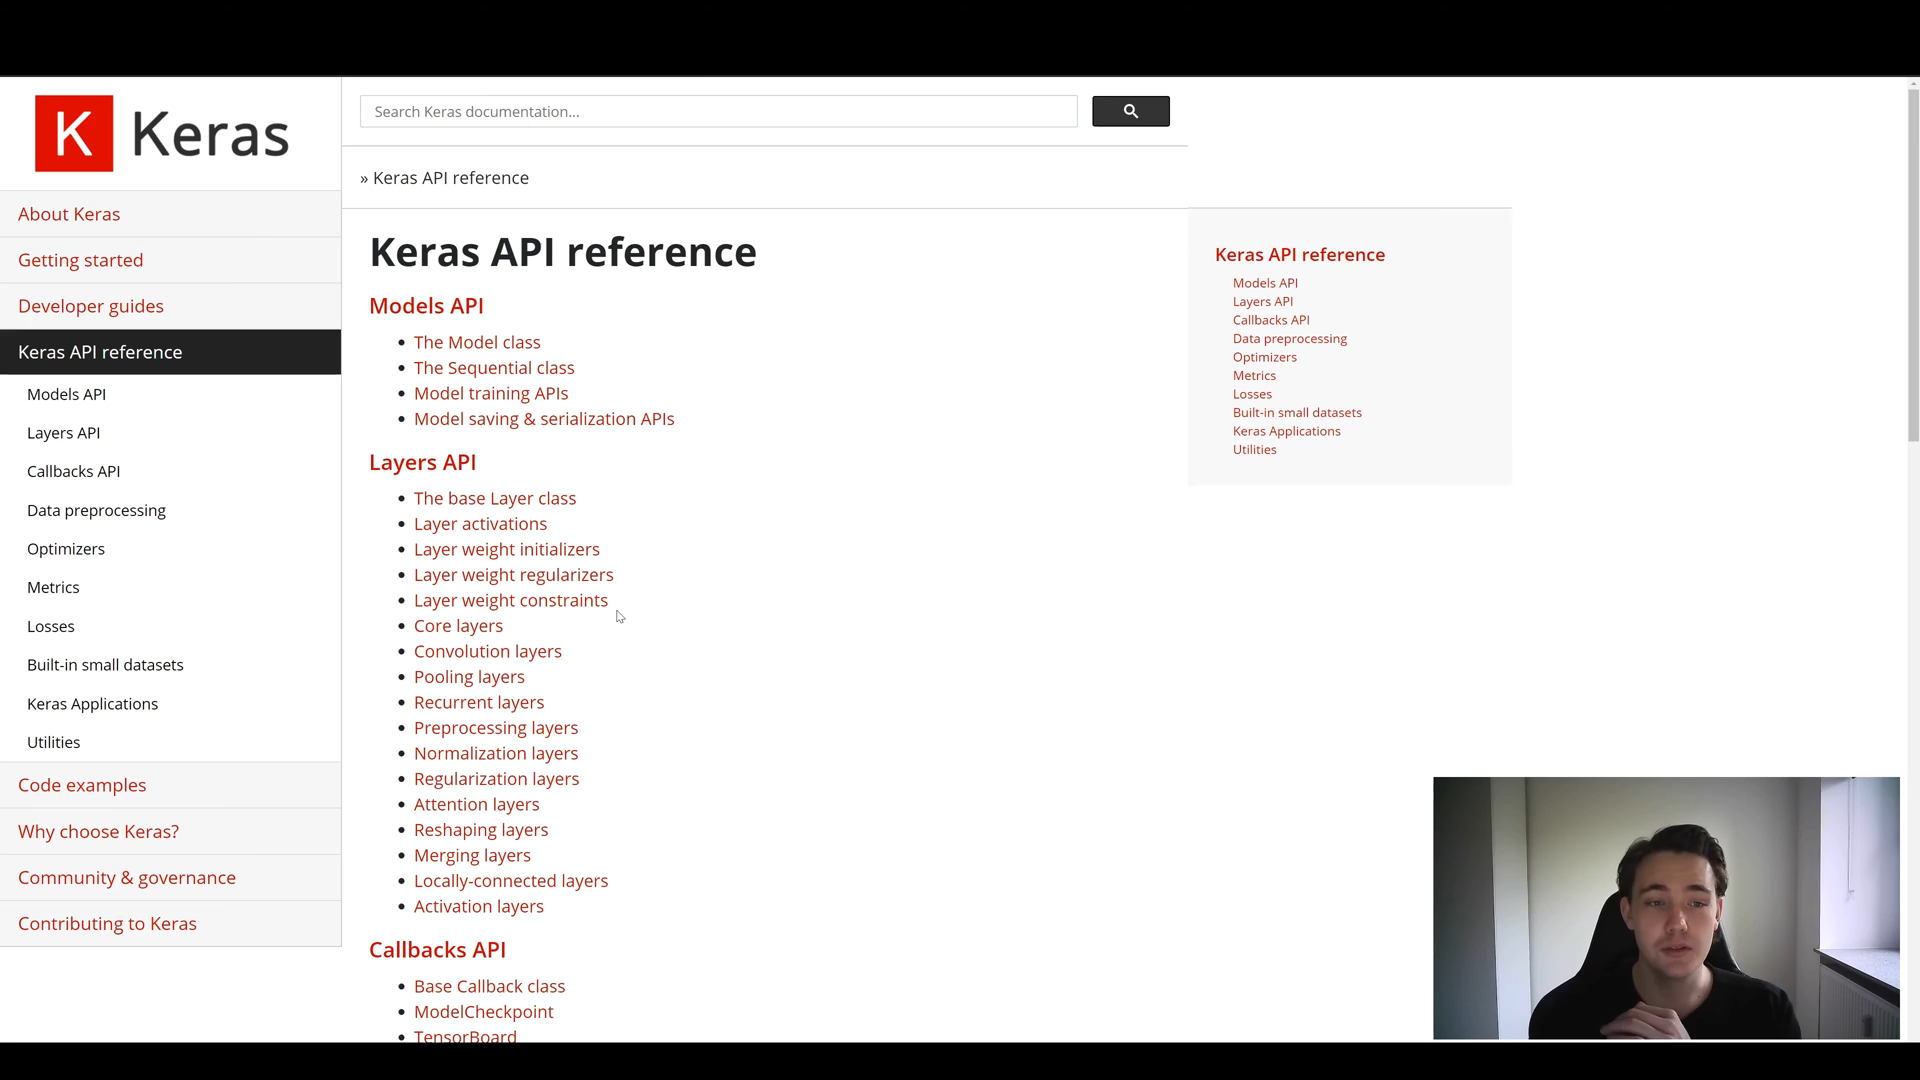 K Keras
About Keras
Getting started
Developer guides
Keras API reference
Models API
Layers API
Callbacks API
Data preprocessing
Optimizers
Metrics
Losses
Built-in small datasets
Keras Applications
Utilities
Code examples
Why choose Keras?
Community & governance
Contributing to Keras
Search Keras documentation...
» Keras API reference
Keras API reference
Models API
• The Model class
• The Sequential class
• Model training APIs
• Model saving & serialization APIs
Layers API
• The base Layer class
• Layer activations
• Layer weight initializers
• Layer weight regularizers
• Layer weight constraints
• Core layers
• Convolution layers
• Pooling layers
• Recurrent layers
• Preprocessing layers
• Normalization layers
• Regularization layers
• Attention layers
• Reshaping layers
• Merging layers
• Locally-connected layers
• Activation layers
Callbacks API
• Base Callback class
• ModelCheckpoint
• TensorBoard
Keras API reference
Models API
Layers API
Callbacks API
Data preprocessing
Optimizers
Metrics
Losses
Built-in small datasets
Keras Applications
Utilities